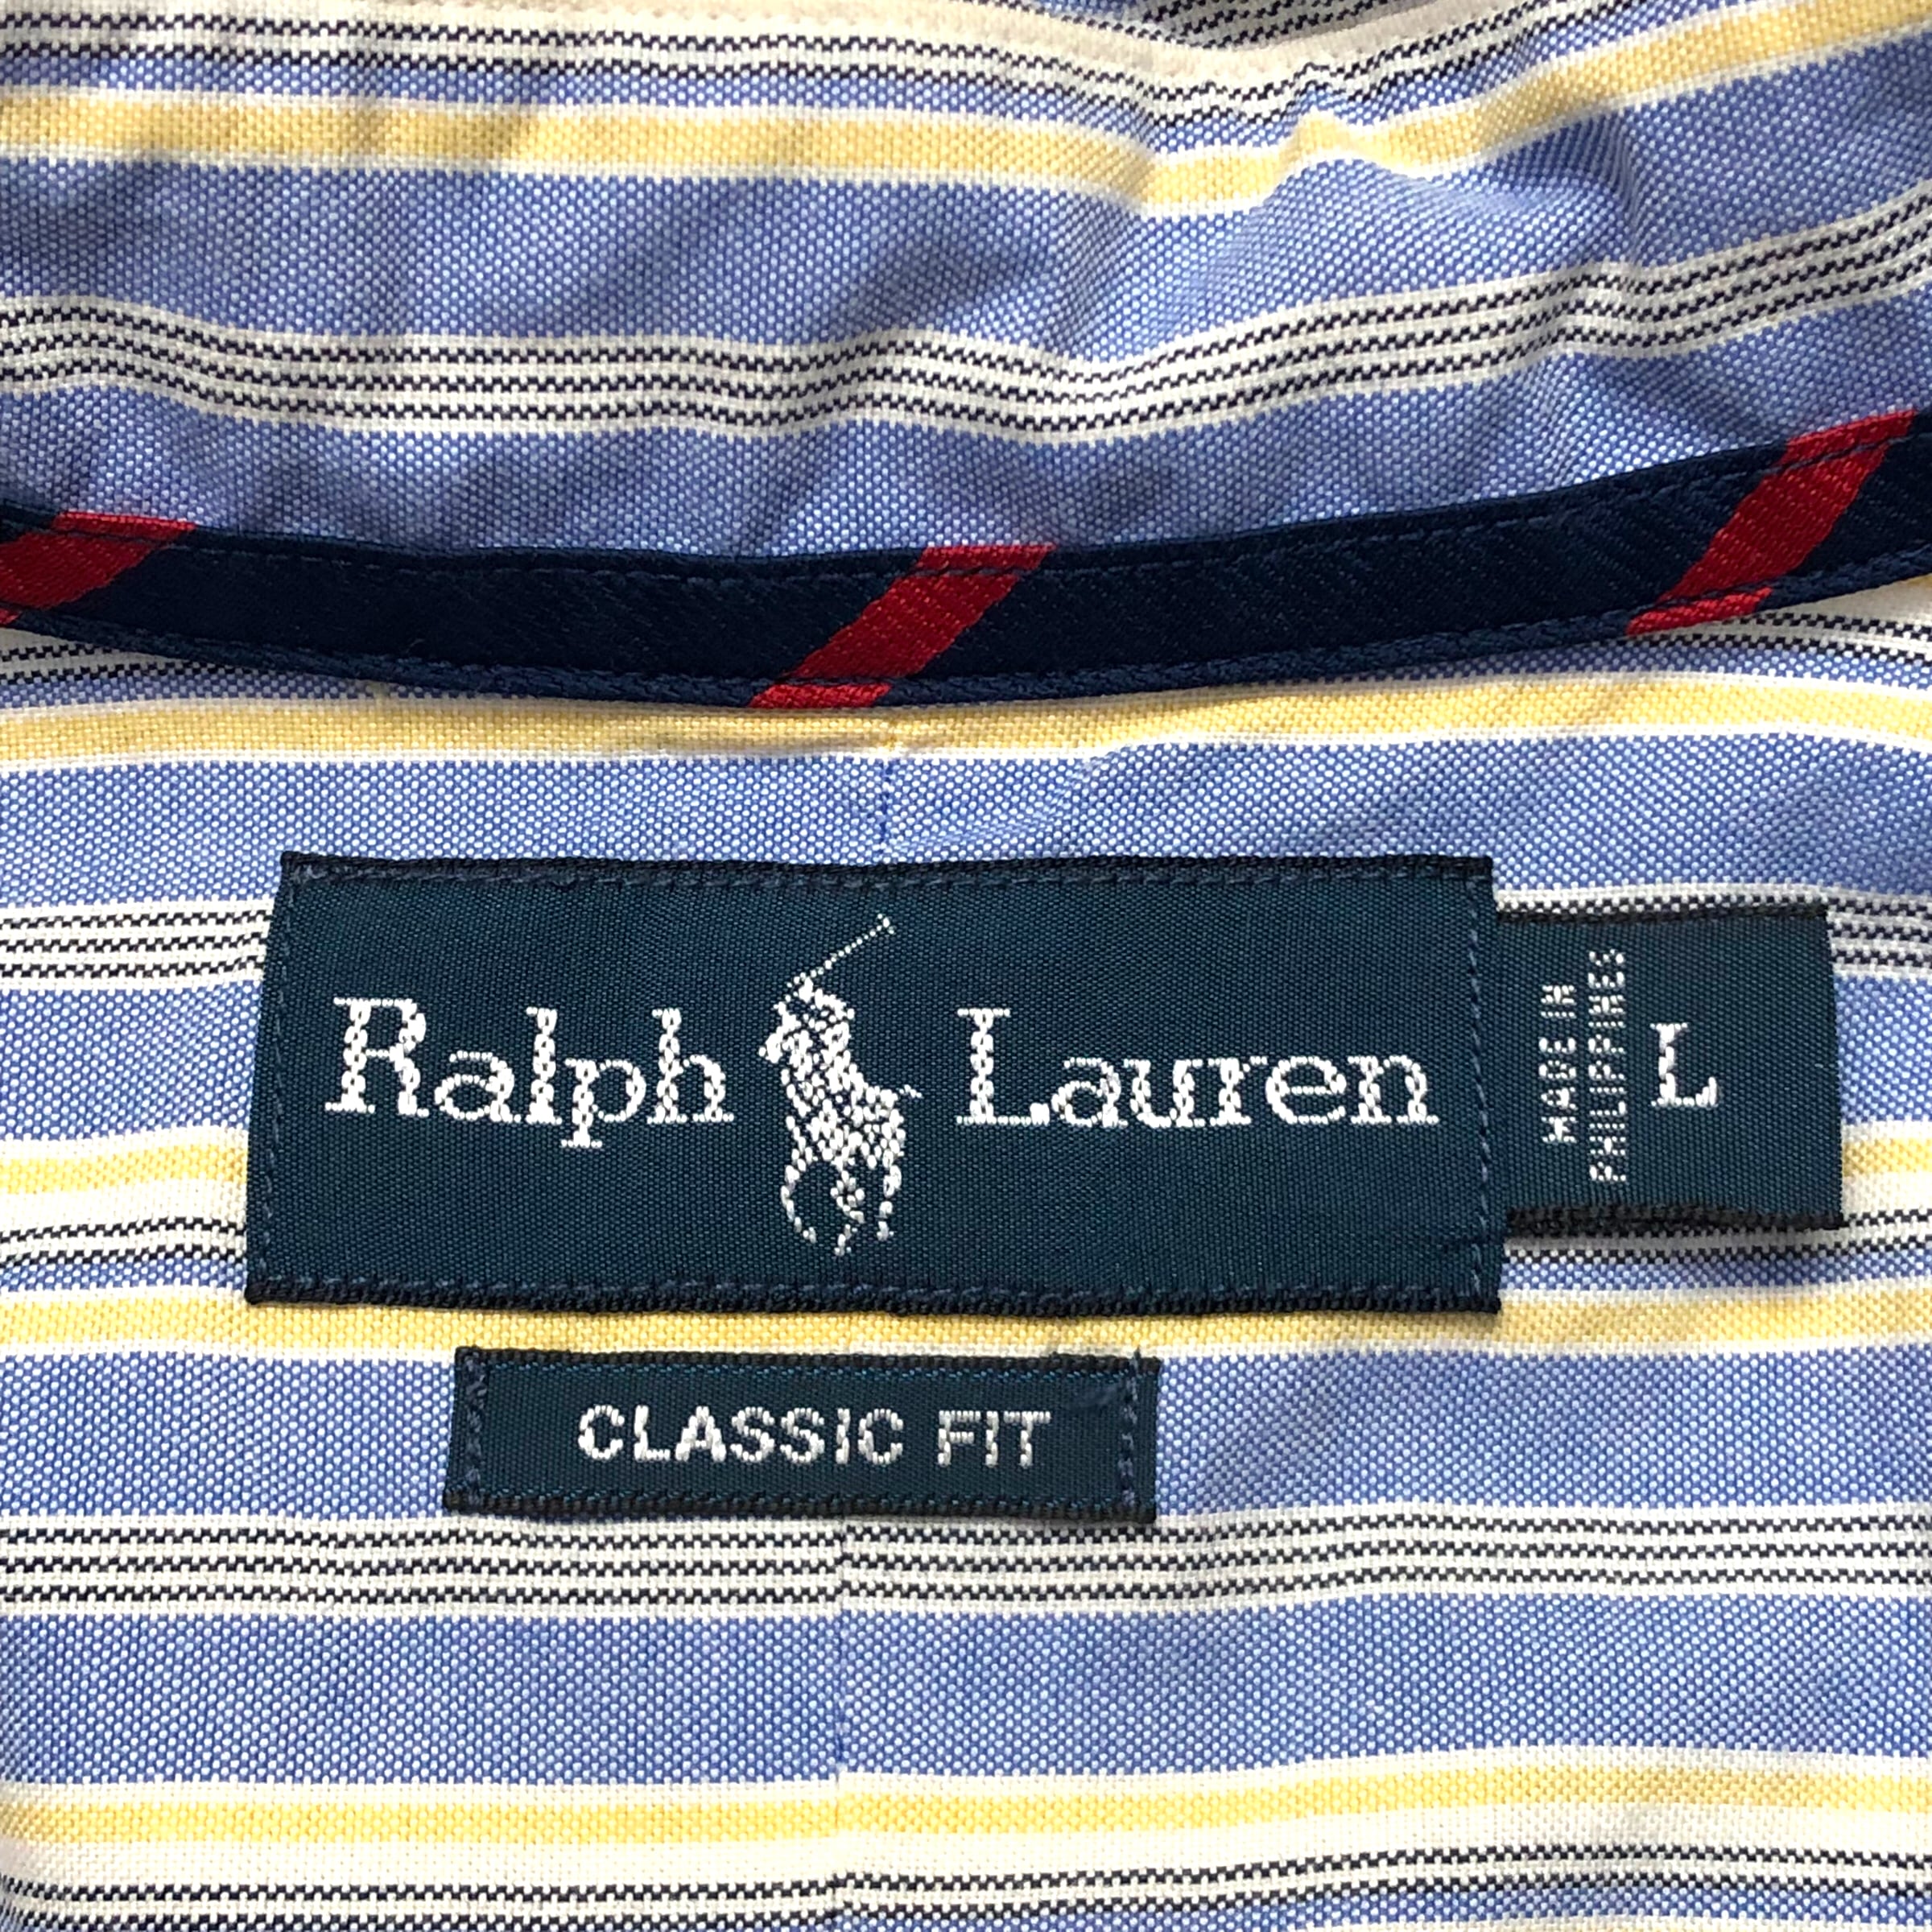 Ralph Lauren
MADE IN
PHILIPPINES
L
CLASSIC FIT